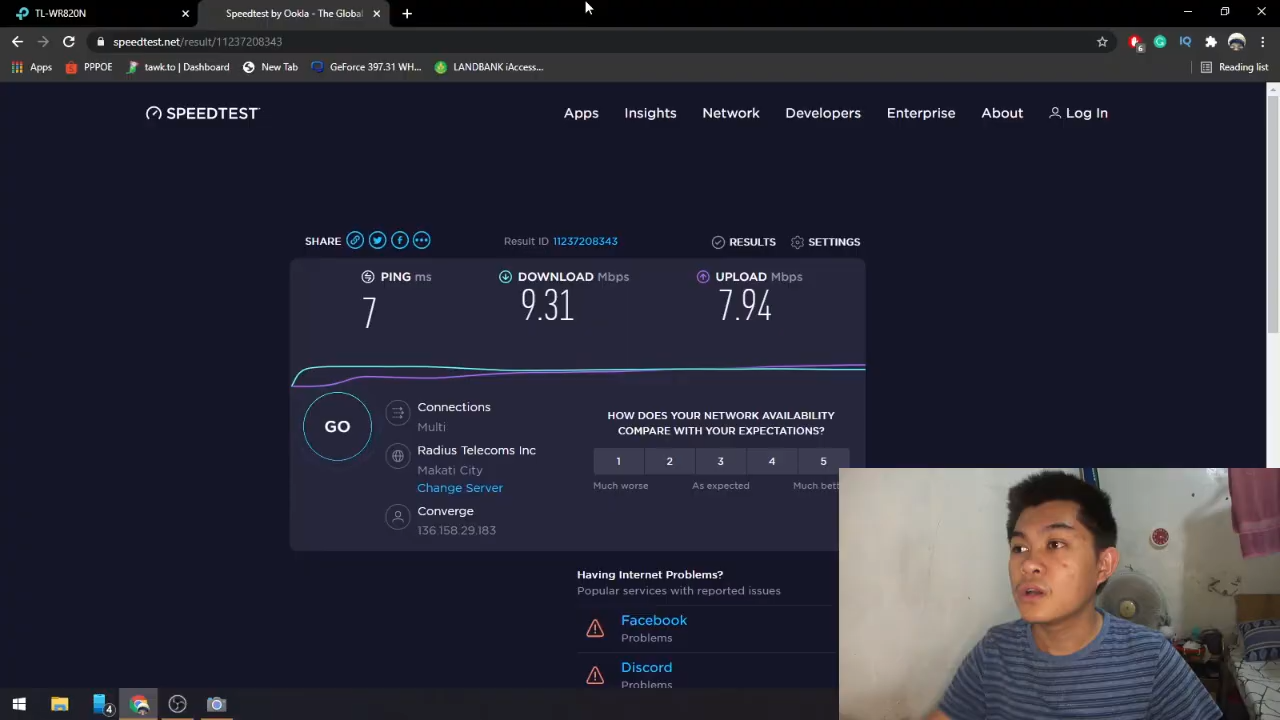 TL-WR820N
Speedtest by Ookla - The Global
speedtest.net/result/11237208343
6
Apps
PPPOE
tawk.to | Dashboard
New Tab
GeForce 397.31 WH...
LANDBANK iAccess...
Reading list
SPEEDTEST
Apps
Insights
Network
Developers
Enterprise
About
Log In
SHARE
Result ID 11237208343
RESULTS
SETTINGS
PING ms
7
DOWNLOAD Mbps
9.31
UPLOAD Mbps
7.94
GO
Connections
Multi
Radius Telecoms Inc
Makati City
Change Server
Converge
136.158.29.183
HOW DOES YOUR NETWORK AVAILABILITY
COMPARE WITH YOUR EXPECTATIONS?
1 2 3 4 5
Much worse As expected Much bett
Having Internet Problems?
Popular services with reported issues
Facebook
Problems
Discord
Problems
4